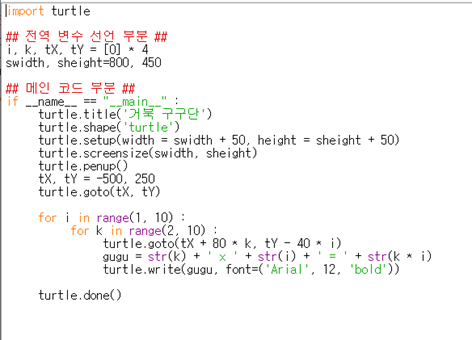 import turtle

## 전역 변수 선언 부분 ##
i, k, tX, tY = [0] * 4
swidth, sheight=800, 450

## 메인 코드 부분 ##
if __name__ == "__main__" :
    turtle.title('거북 구구단')
    turtle.shape('turtle')
    turtle.setup(width = swidth + 50, height = sheight + 50)
    turtle.screensize(swidth, sheight)
    turtle.penup()
    tX, tY = -500, 250
    turtle.goto(tX, tY)

    for i in range(1, 10) :
        for k in range(2, 10) :
            turtle.goto(tX + 80 * k, tY - 40 * i)
            gugu = str(k) + ' x ' + str(i) + ' = ' + str(k * i)
            turtle.write(gugu, font=('Arial', 12, 'bold'))

    turtle.done()